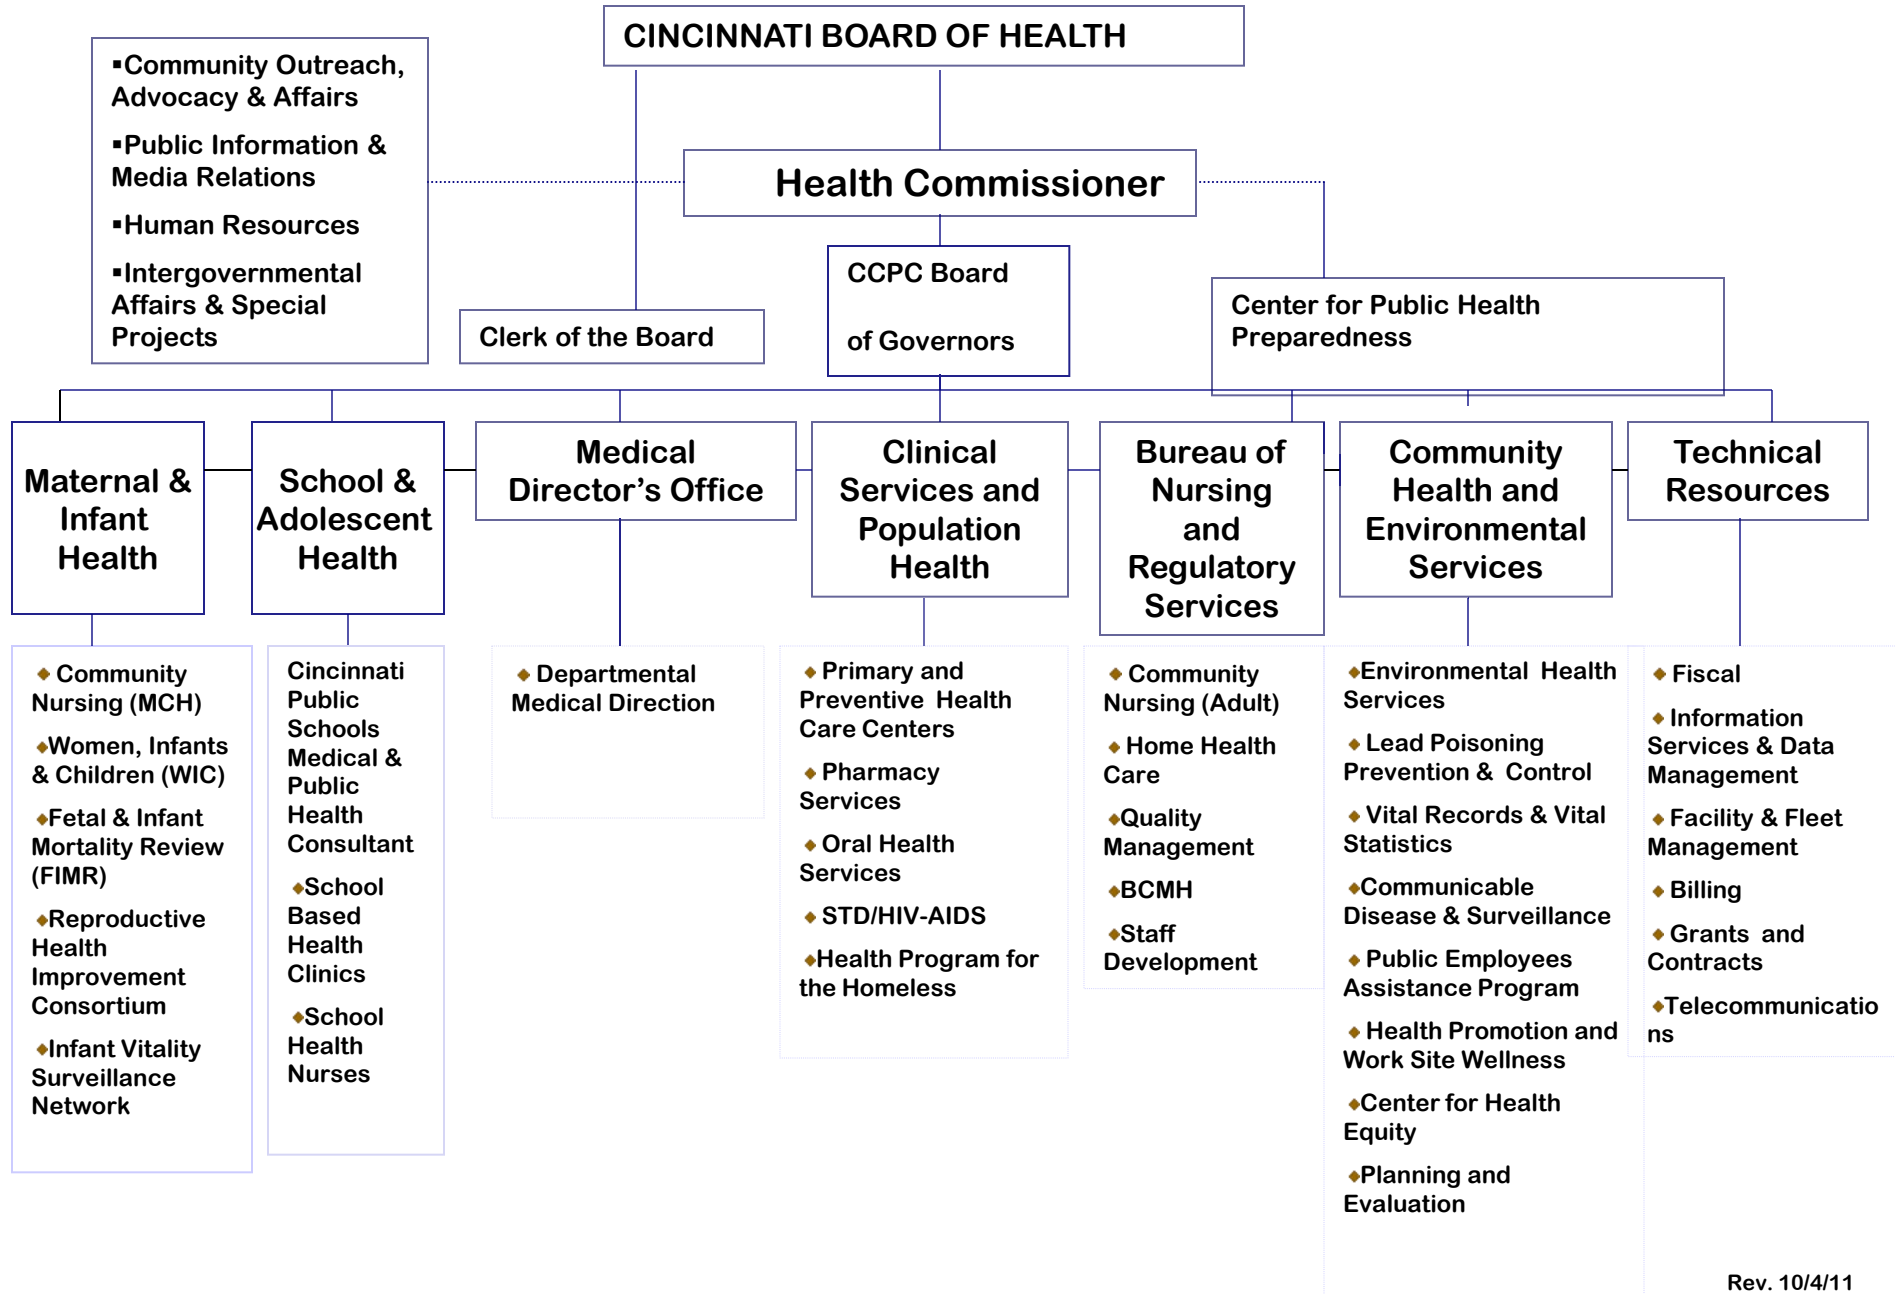 CINCINNATI BOARD OF HEALTH
▪Community Outreach,
Advocacy & Affairs
▪Public Information &
Media Relations
▪Human Resources
▪Intergovernmental
Affairs & Special
Projects
Health Commissioner
CCPC Board
of Governors
Clerk of the Board
Center for Public Health
Preparedness
Maternal &
Infant
Health
School &
Adolescent
Health
Medical
Director’s Office
Clinical
Services and
Population
Health
Bureau of
Nursing
and
Regulatory
Services
Community
Health and
Environmental
Services
Technical
Resources
◆ Community
Nursing (MCH)
◆Women, Infants
& Children (WIC)
◆Fetal & Infant
Mortality Review
(FIMR)
◆Reproductive
Health
Improvement
Consortium
◆Infant Vitality
Surveillance
Network
Cincinnati
Public
Schools
Medical &
Public
Health
Consultant
◆School
Based
Health
Clinics
◆School
Health
Nurses
◆ Departmental
Medical Direction
◆ Primary and
Preventive Health
Care Centers
◆ Pharmacy
Services
◆ Oral Health
Services
◆ STD/HIV-AIDS
◆Health Program for
the Homeless
◆ Community
Nursing (Adult)
◆ Home Health
Care
◆Quality
Management
◆BCMH
◆Staff
Development
◆Environmental Health
Services
◆ Lead Poisoning
Prevention & Control
◆ Vital Records & Vital
Statistics
◆Communicable
Disease & Surveillance
◆ Public Employees
Assistance Program
◆ Health Promotion and
Work Site Wellness
◆Center for Health
Equity
◆Planning and
Evaluation
◆ Fiscal
◆ Information
Services & Data
Management
◆ Facility & Fleet
Management
◆ Billing
◆ Grants and
Contracts
◆Telecommunicatio
ns
Rev. 10/4/11